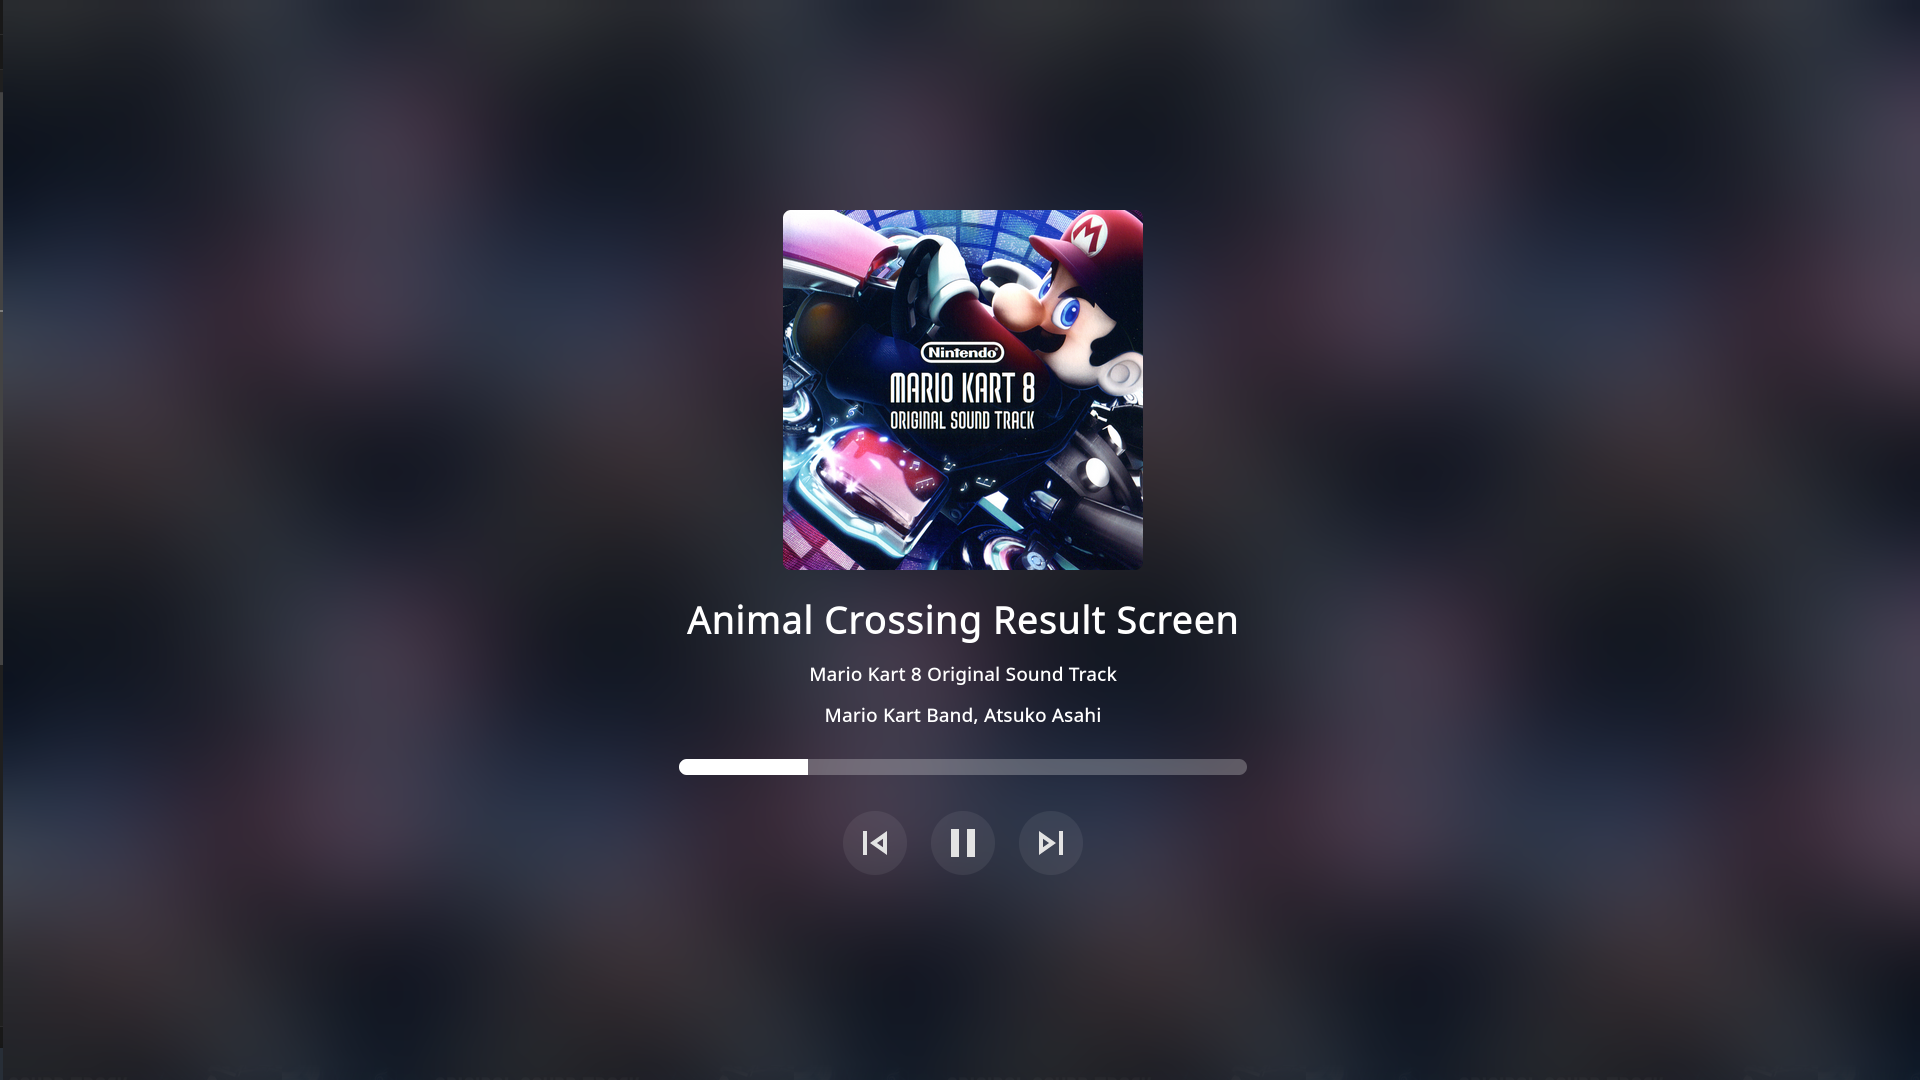 M
Nintendo
MARIO KART 8
ORIGINAL SOUND TRACK
Animal Crossing Result Screen
Mario Kart 8 Original Sound Track
Mario Kart Band, Atsuko Asahi